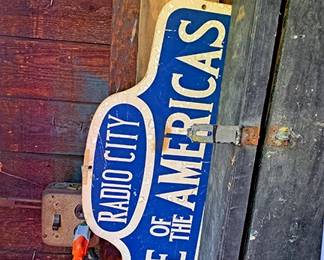 RADIO CITY
E OF THE AMERICAS